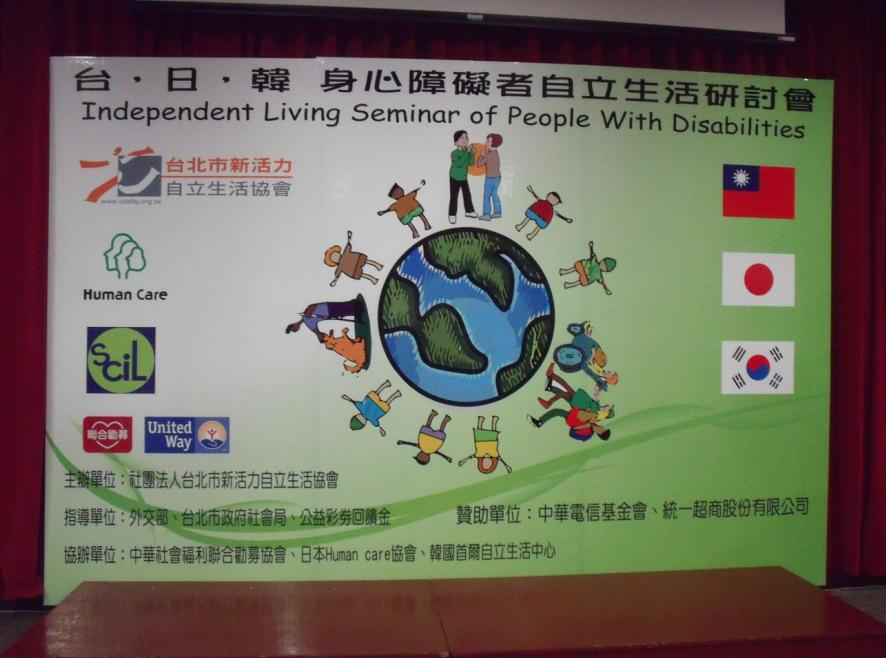 台，日，韓 身心障礙者自立生活研討會
Independent Living Seminar of People With Disabilities
台北市新活力
自立生活協會
www.vitality.org.tw
Human Care
SCIL
聯合勸募
United Way
主辦單位：社團法人台北市新活力自立生活協會
指導單位：外交部、台北市政府社會局、公益彩券回饋金
贊助單位：中華電信基金會、統一超商股份有限公司
協辦單位：中華社會福利聯合勸募協會、日本Human care協會、韓國首爾自立生活中心